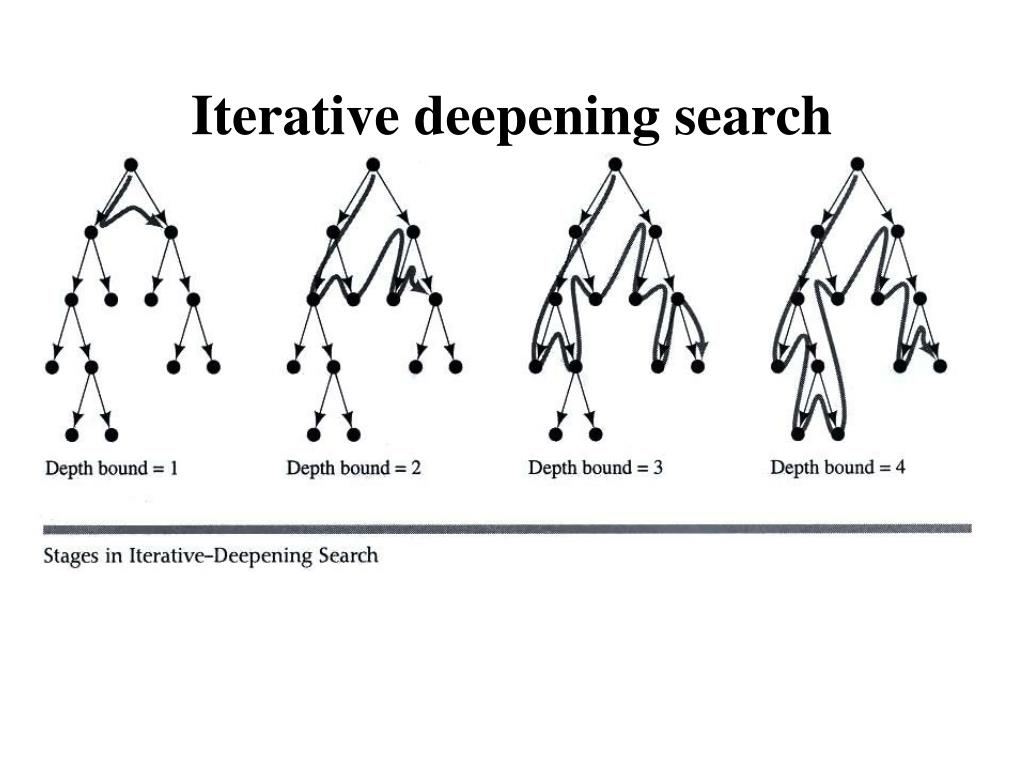 Iterative deepening search
Depth bound = 1
Depth bound = 2
Depth bound = 3
Depth bound = 4
Stages in Iterative-Deepening Search